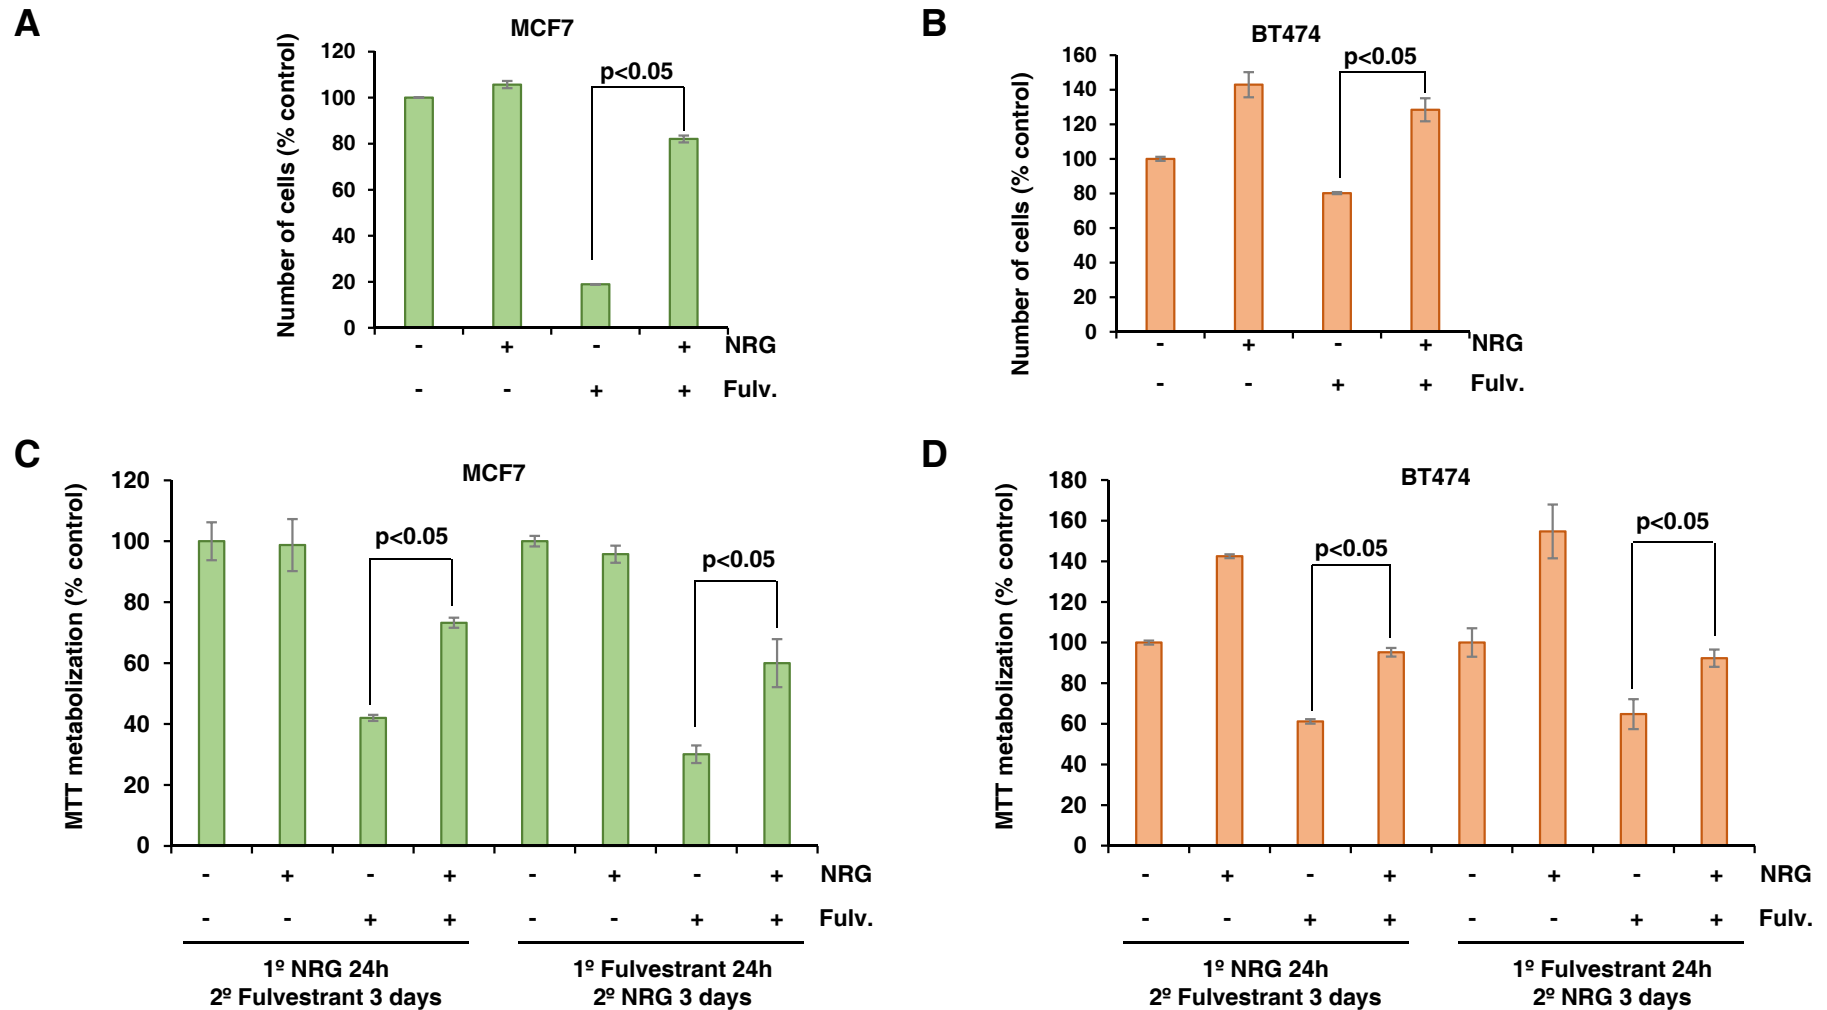 A
MCF7
Number of cells (% control)
120
100
80
60
40
20
0
p<0.05
- + - + NRG
- - + + Fulv.
B
BT474
Number of cells (% control)
160
140
120
100
80
60
40
20
0
p<0.05
- + - + NRG
- - + + Fulv.
C
MCF7
MTT metabolization (% control)
120
100
80
60
40
20
0
p<0.05
p<0.05
- + - + - + - + NRG
- - + + - - + + Fulv.
1º NRG 24h
2º Fulvestrant 3 days
1º Fulvestrant 24h
2º NRG 3 days
D
BT474
MTT metabolization (% control)
180
160
140
120
100
80
60
40
20
0
p<0.05
p<0.05
- + - + - + - + NRG
- - + + - - + + Fulv.
1º NRG 24h
2º Fulvestrant 3 days
1º Fulvestrant 24h
2º NRG 3 days